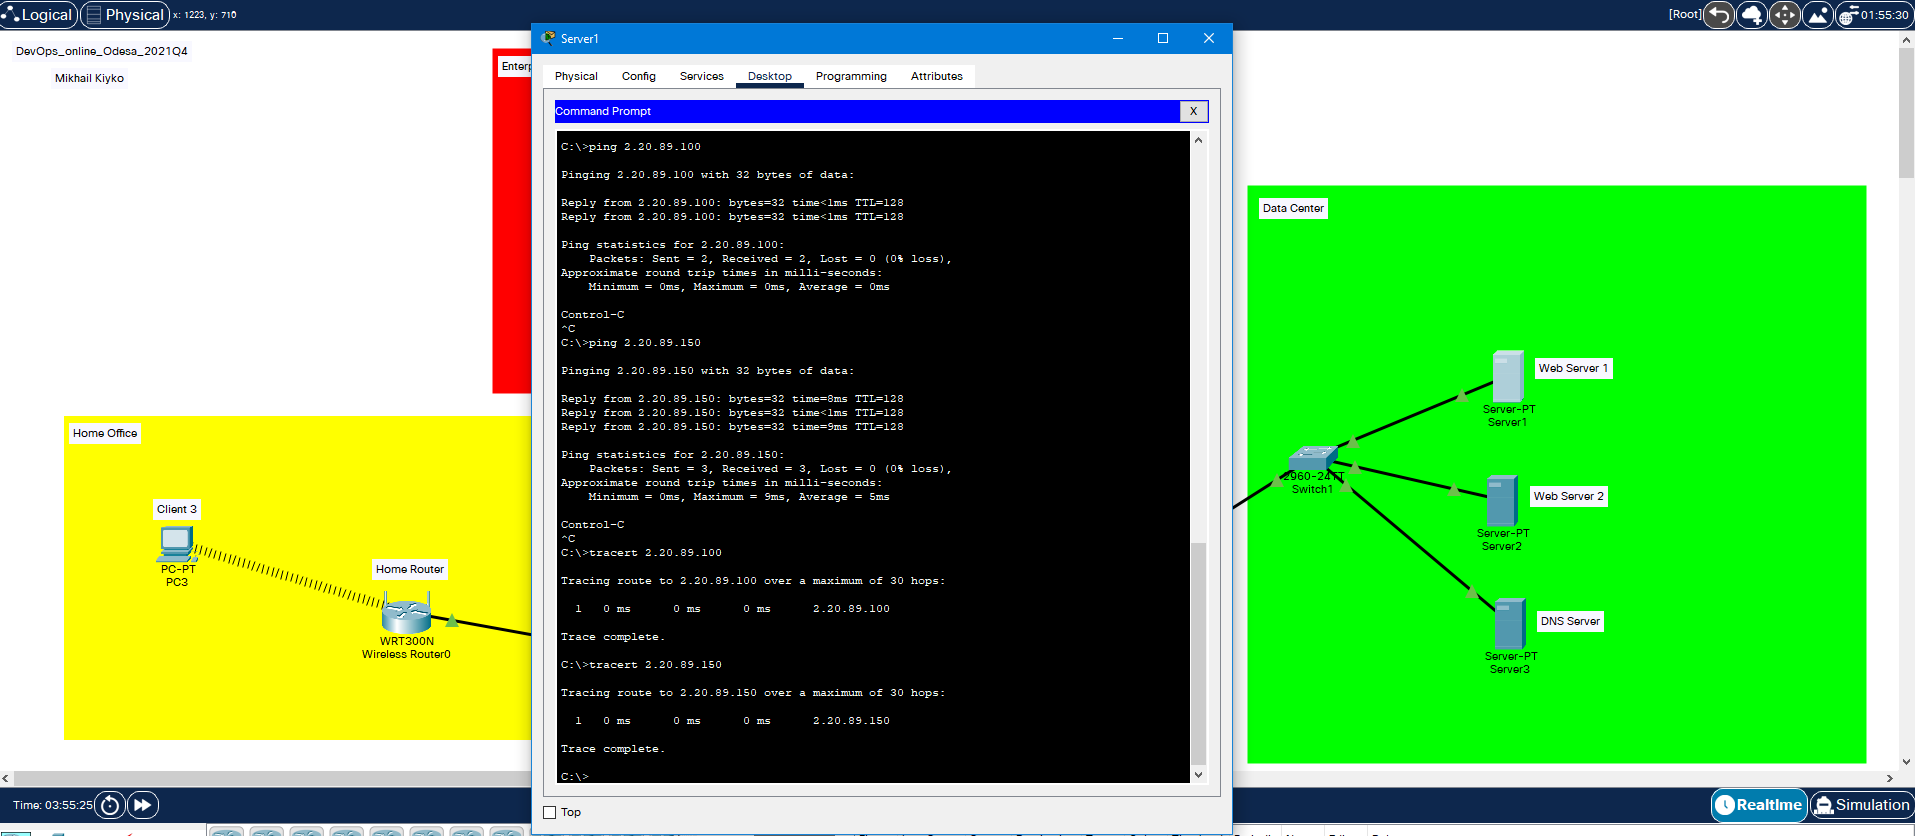 Logical
Physical
x: 1223, y: 716
[Root]
01:55:30
DevOps_online_Odesa_2021Q4
Mikhail Kiyko
Server1
Physical
Config
Services
Desktop
Programming
Attributes
Command Prompt
X
C:\>ping 2.20.89.100
Pinging 2.20.89.100 with 32 bytes of data:
Reply from 2.20.89.100: bytes=32 time<1ms TTL=128
Reply from 2.20.89.100: bytes=32 time<1ms TTL=128
Ping statistics for 2.20.89.100:
Packets: Sent = 2, Received = 2, Lost = 0 (0% loss),
Approximate round trip times in milli-seconds:
Minimum = 0ms, Maximum = 0ms, Average = 0ms
Control-C
^C
C:\>ping 2.20.89.150
Pinging 2.20.89.150 with 32 bytes of data:
Reply from 2.20.89.150: bytes=32 time=8ms TTL=128
Reply from 2.20.89.150: bytes=32 time<1ms TTL=128
Reply from 2.20.89.150: bytes=32 time=9ms TTL=128
Ping statistics for 2.20.89.150:
Packets: Sent = 3, Received = 3, Lost = 0 (0% loss),
Approximate round trip times in milli-seconds:
Minimum = 0ms, Maximum = 9ms, Average = 5ms
Control-C
^C
C:\>tracert 2.20.89.100
Tracing route to 2.20.89.100 over a maximum of 30 hops:
1 0 ms 0 ms 0 ms 2.20.89.100
Trace complete.
C:\>tracert 2.20.89.150
Tracing route to 2.20.89.150 over a maximum of 30 hops:
1 0 ms 0 ms 0 ms 2.20.89.150
Trace complete.
C:\>
Top
Enterp
Home Office
Client 3
PC-PT
PC3
Home Router
WRT300N
Wireless Router0
Data Center
Web Server 1
Server-PT
Server1
2960-24TT
Switch1
Web Server 2
Server-PT
Server2
DNS Server
Server-PT
Server3
Time: 03:55:25
Realtime
Simulation